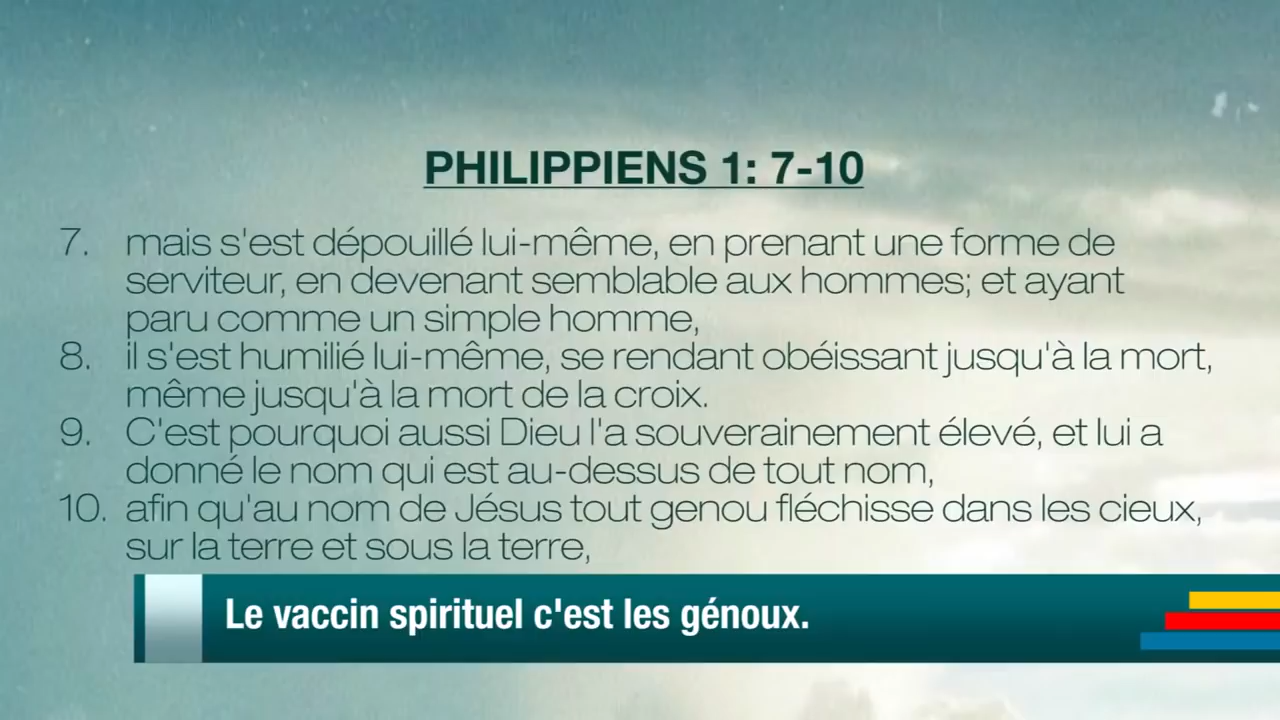 PHILIPPIENS 1: 7-10
7. mais s'est dépouillé lui-même, en prenant une forme de
serviteur, en devenant semblable aux hommes; et ayant
paru comme un simple homme,
8. il s'est humilié lui-même, se rendant obéissant jusqu'à la mort,
même jusqu'à la mort de la croix.
9. C'est pourquoi aussi Dieu l'a souverainement élevé, et lui a
donné le nom qui est au-dessus de tout nom,
10. afin qu'au nom de Jésus tout genou fléchisse dans les cieux,
sur la terre et sous la terre,
Le vaccin spirituel c'est les génoux.